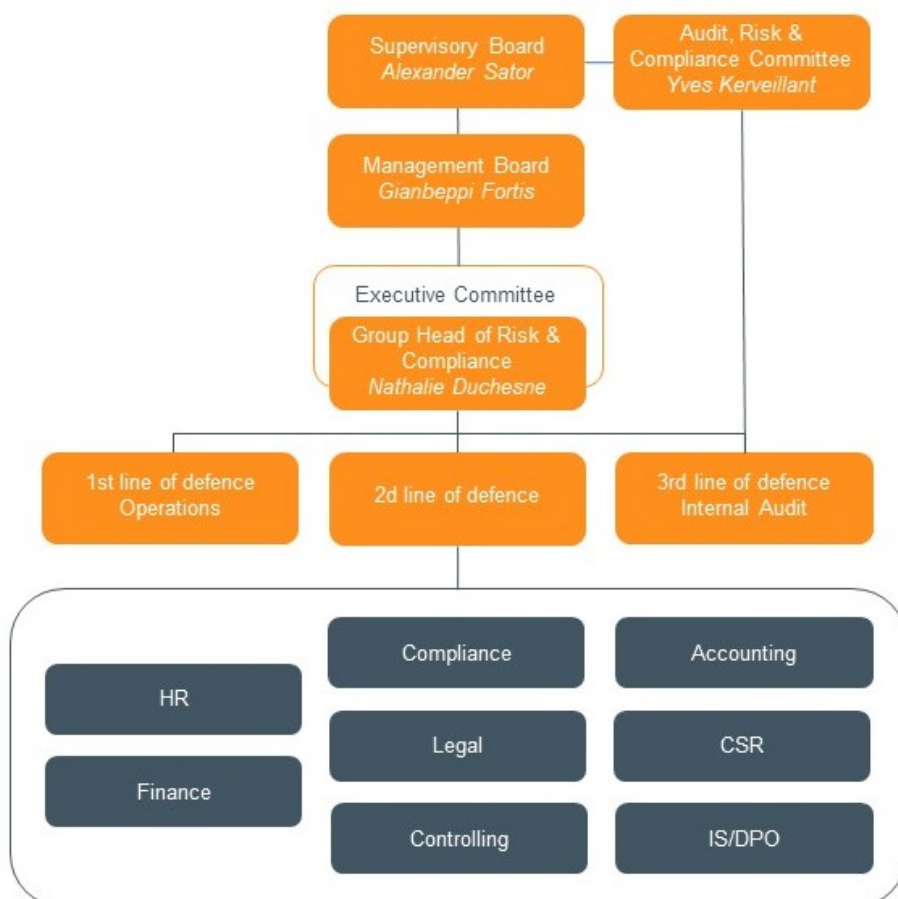 Supervisory Board
Alexander Sator
Audit, Risk &
Compliance Committee
Yves Kerveillant
Management Board
Gianbeppi Fortis
Executive Committee
Group Head of Risk &
Compliance
Nathalie Duchesne
1st line of defence
Operations
2d line of defence
3rd line of defence
Internal Audit
HR
Finance
Compliance
Legal
Controlling
Accounting
CSR
IS/DPO